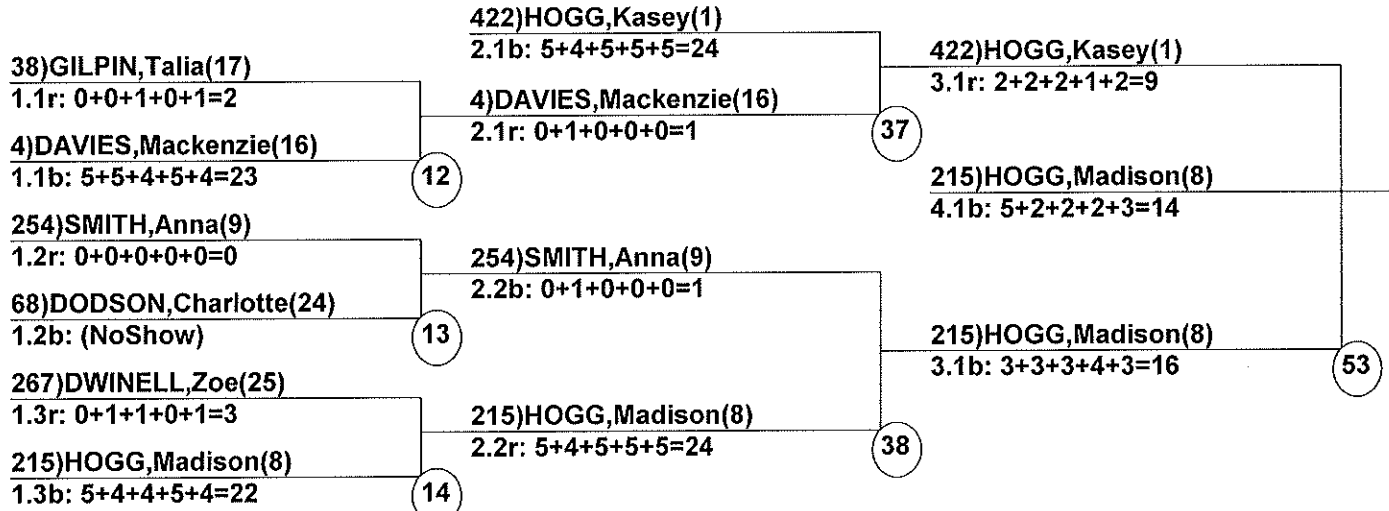 422)HOGG,Kasey(1)
2.1b: 5+4+5+5+5=24
422)HOGG,Kasey(1)
3.1r: 2+2+2+1+2=9
38)GILPIN,Talia(17)
1.1r: 0+0+1+0+1=2
4)DAVIES,Mackenzie(16)
2.1r: 0+1+0+0+0=1
37
4)DAVIES,Mackenzie(16)
1.1b: 5+5+4+5+4=23
12
215)HOGG,Madison(8)
4.1b: 5+2+2+2+3=14
254)SMITH,Anna(9)
1.2r: 0+0+0+0+0=0
254)SMITH,Anna(9)
2.2b: 0+1+0+0+0=1
68)DODSON,Charlotte(24)
1.2b: (NoShow)
13
215)HOGG,Madison(8)
3.1b: 3+3+3+4+3=16
53
267)DWINELL,Zoe(25)
1.3r: 0+1+1+0+1=3
215)HOGG,Madison(8)
2.2r: 5+4+5+5+5=24
38
215)HOGG,Madison(8)
1.3b: 5+4+4+5+4=22
14